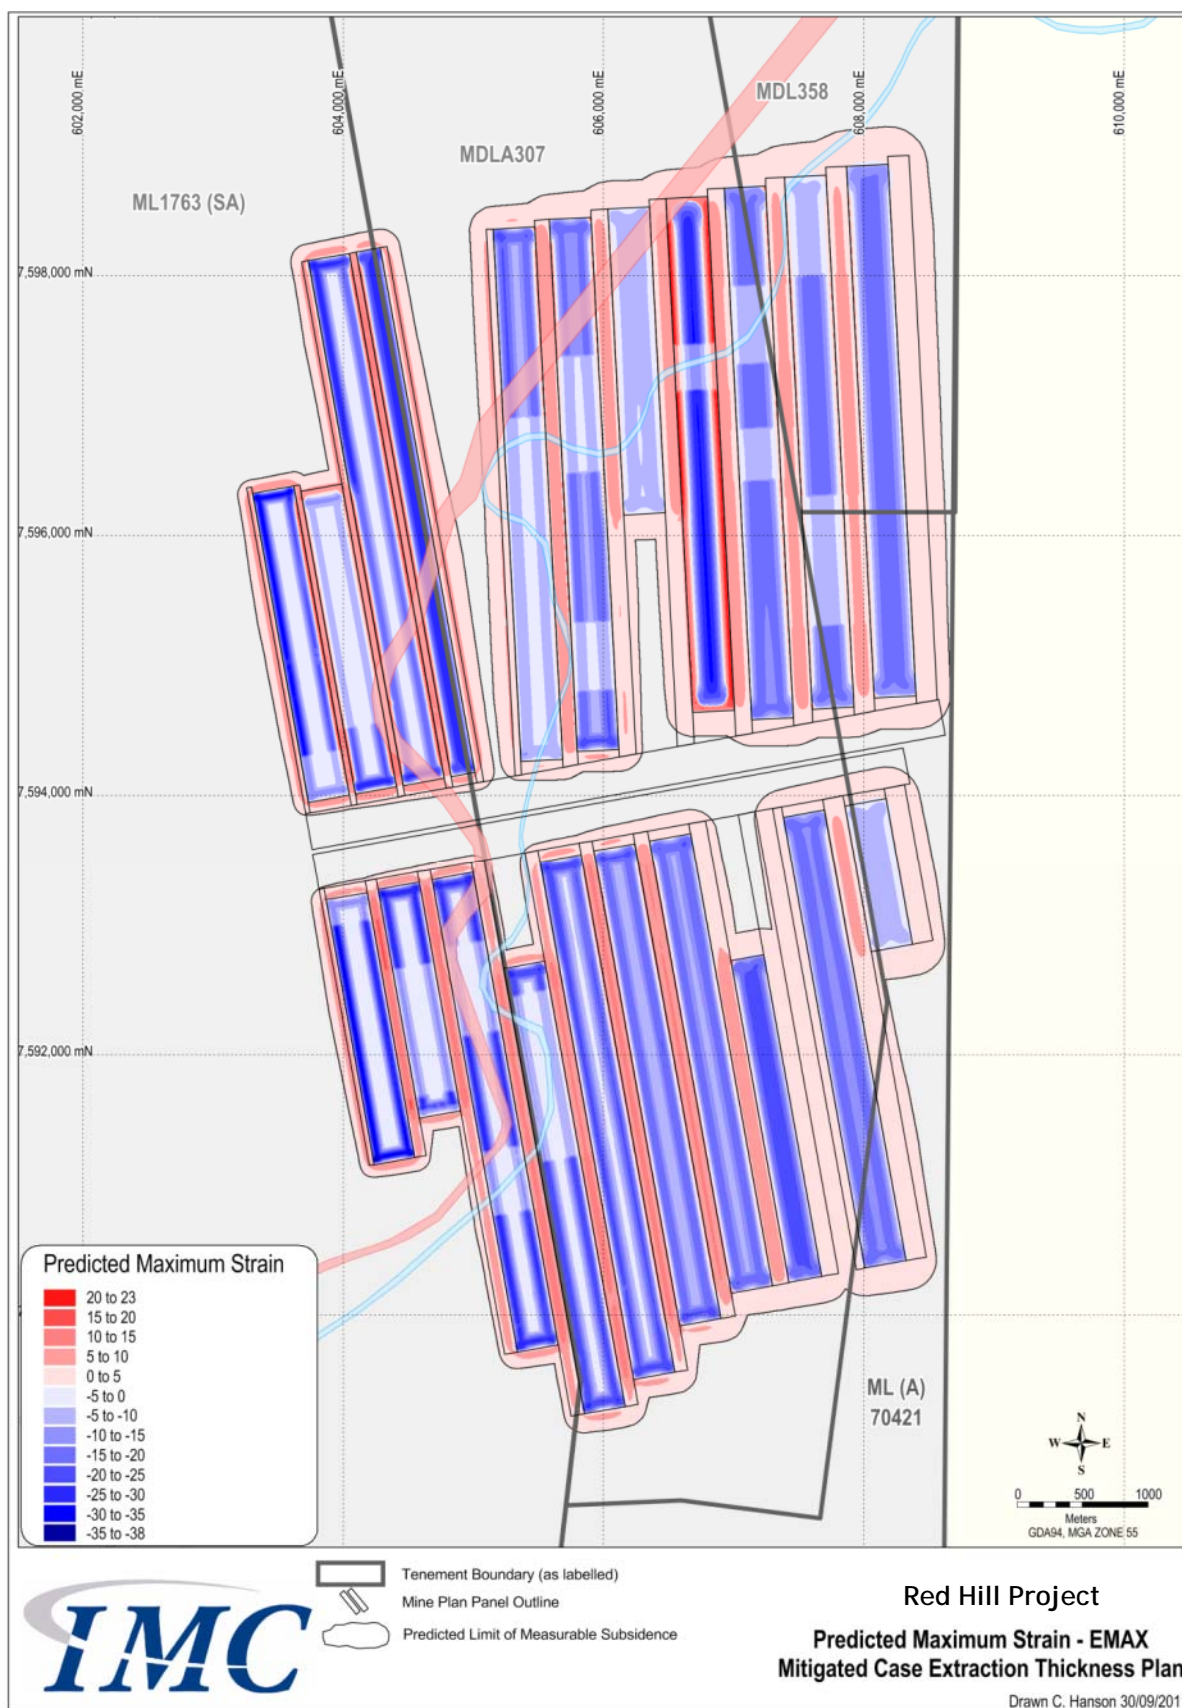 602,000 mE
604,000 mE
606,000 mE
608,000 mE
610,000 mE
MDL358
MDLA307
ML1763 (SA)
7,598,000 mN
7,596,000 mN
7,594,000 mN
7,592,000 mN
Predicted Maximum Strain
20 to 23
15 to 20
10 to 15
5 to 10
0 to 5
-5 to 0
-5 to -10
-10 to -15
-15 to -20
-20 to -25
-25 to -30
-30 to -35
-35 to -38
ML (A)
70421
N
W E
S
0 500 1000
Meters
GDA94, MGA ZONE 55
IMC
Tenement Boundary (as labelled)
Mine Plan Panel Outline
Predicted Limit of Measurable Subsidence
Red Hill Project
Predicted Maximum Strain - EMAX
Mitigated Case Extraction Thickness Plan
Drawn C. Hanson 30/09/201